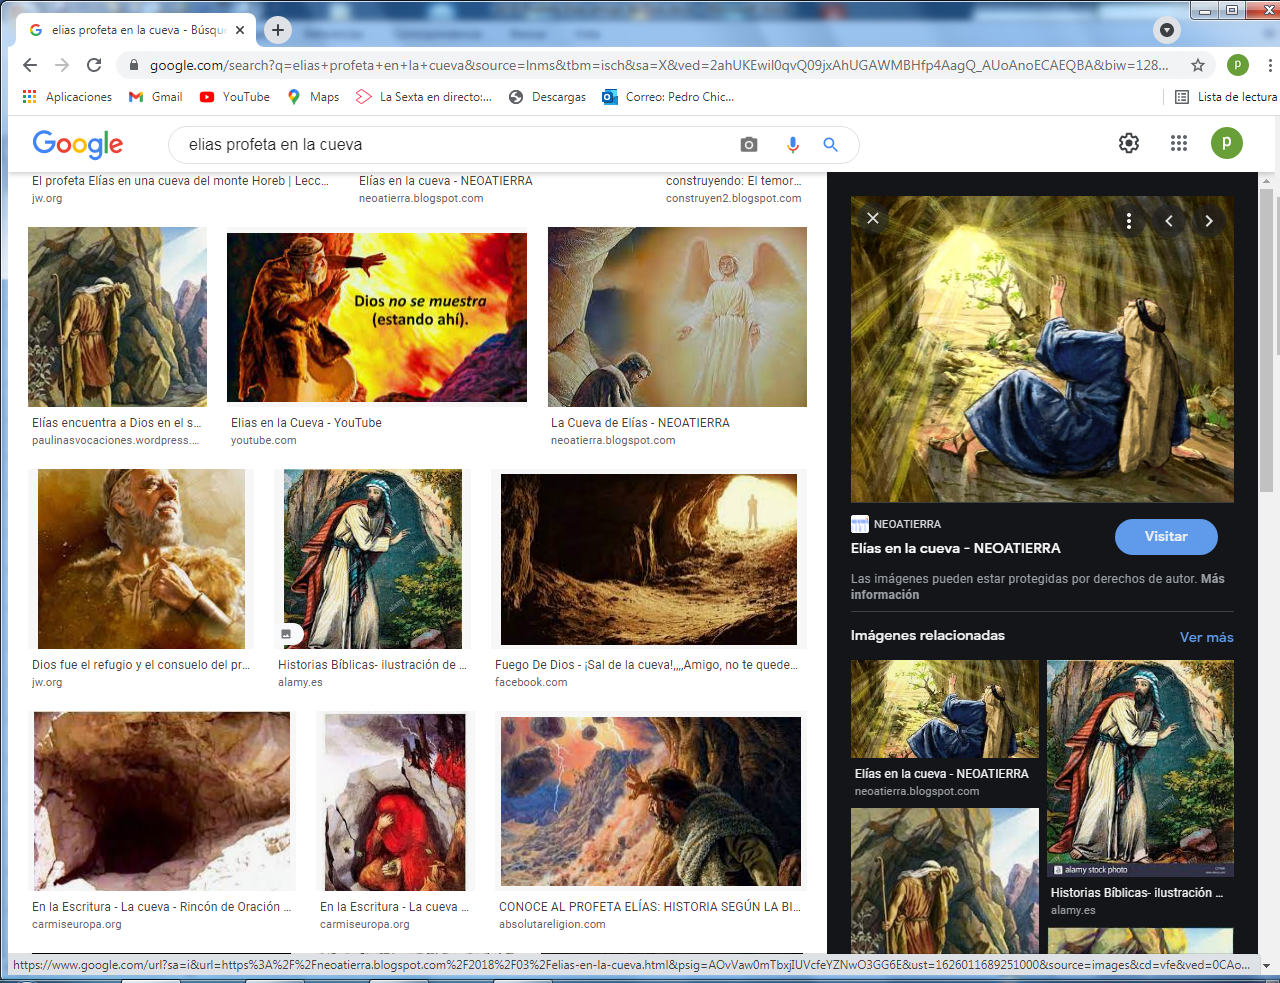 elias profeta en la cueva - Búsque
google.com/search?q=elias+profeta+en+la+cueva&source=lnms&tbm=isch&sa=X&ved=2ahUKEwil0qvQ09jxAhUGAWMBHfp4AagQ_AUoAnoECAEQBA&biw=128...
P
Aplicaciones
Gmail
YouTube
Maps
La Sexta en directo:...
Descargas
Correo: Pedro Chic...
Lista de lectura
Google
elias profeta en la cueva
p
El profeta Elías en una cueva del monte Horeb | Lecc...
jw.org
Elías en la cueva - NEOATIERRA
neoatierra.blogspot.com
construyendo: El temor...
construyen2.blogspot.com
Dios no se muestra
(estando ahí).
Elías encuentra a Dios en el s...
paulinasvocaciones.wordpress....
Elias en la Cueva - YouTube
youtube.com
La Cueva de Elías - NEOATIERRA
neoatierra.blogspot.com
alamy
alamy
Dios fue el refugio y el consuelo del pr...
jw.org
Historias Bíblicas- ilustración de ...
alamy.es
Fuego De Dios - ¡Sal de la cueva!,,,,Amigo, no te quede...
facebook.com
En la Escritura - La cueva - Rincón de Oración ...
carmiseuropa.org
En la Escritura - La cueva ...
carmiseuropa.org
CONOCE AL PROFETA ELÍAS: HISTORIA SEGÚN LA BI...
absolutareligion.com
NEOATIERRA
Elías en la cueva - NEOATIERRA
Visitar
Las imágenes pueden estar protegidas por derechos de autor. Más
información
Imágenes relacionadas
Ver más
Elías en la cueva - NEOATIERRA
neoatierra.blogspot.com
alamy
alamy
alamy stock photo
Historias Bíblicas- ilustración ...
alamy.es
https://www.google.com/url?sa=i&url=https%3A%2F%2Fneoatierra.blogspot.com%2F2018%2F03%2Felias-en-la-cueva.html&psig=AOvVaw0mTbxjIUVcfeYZNwO3GG6E&ust=1626011689251000&source=images&cd=vfe&ved=0CAo...